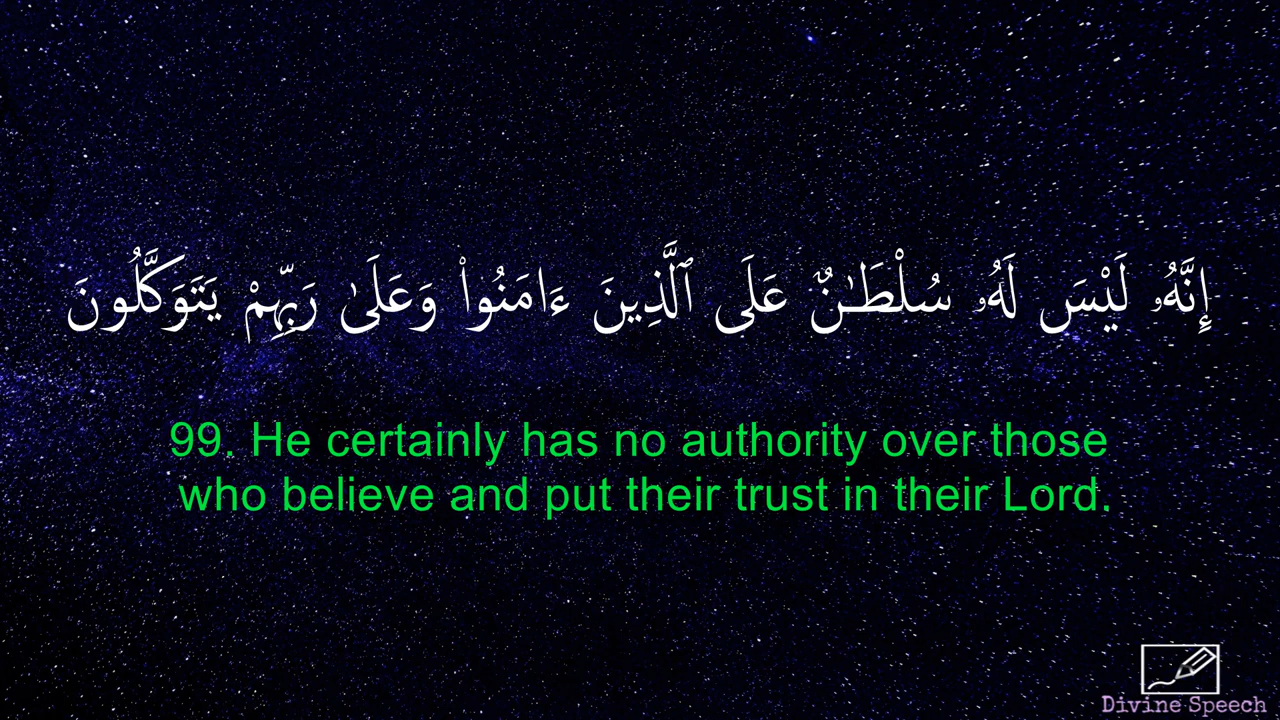 إِنَّهُۥ لَيْسَ لَهُۥ سُلْطَـٰنٌ عَلَى ٱلَّذِينَ ءَامَنُوا۟ وَعَلَىٰ رَبِّهِمْ يَتَوَكَّلُونَ
99. He certainly has no authority over those
who believe and put their trust in their Lord.
Divine Speech